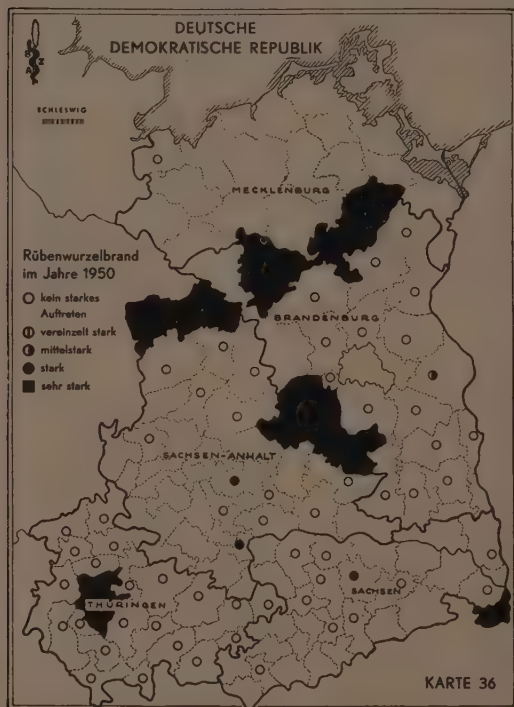 DEUTSCHE
DEMOKRATISCHE REPUBLIK
SCHLESWIG
MECKLENBURG
Rübenwurzelbrand
im Jahre 1950
kein starkes
Auftreten
vereinzelt stark
mittelstark
stark
sehr stark
BRANDENBURG
SACHSEN-ANHALT
THÜRINGEN
SACHSEN
KARTE 36